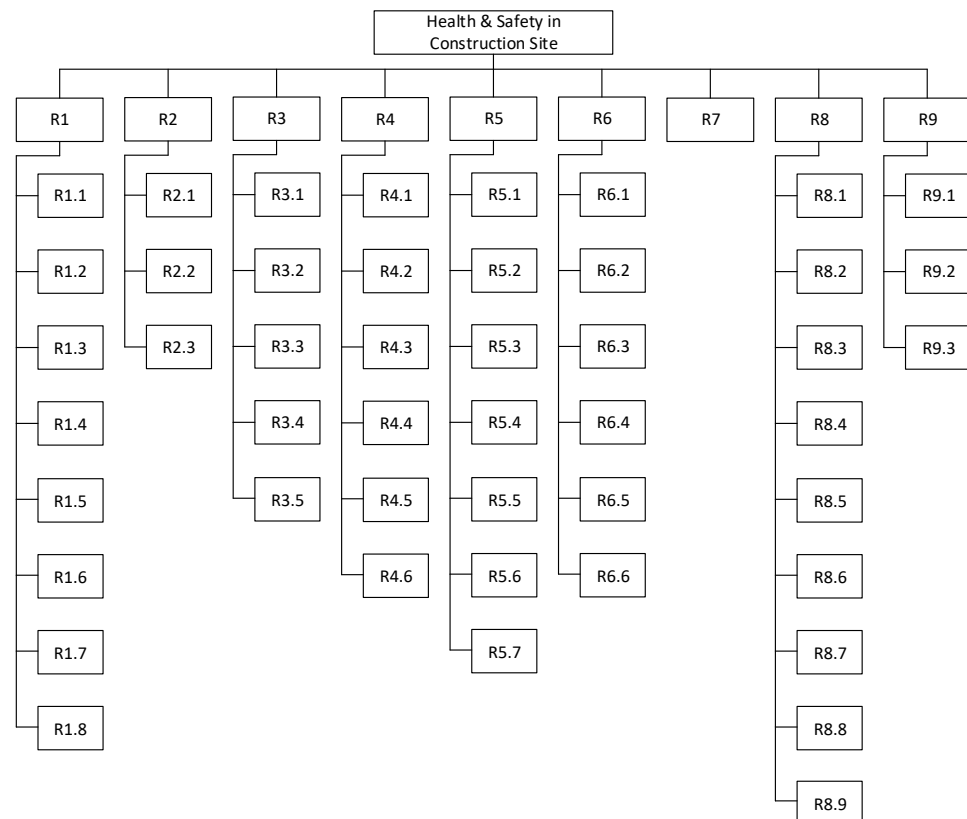 Health & Safety in
Construction Site
R1
R2
R3
R4
R5
R6
R7
R8
R9
R1.1
R2.1
R3.1
R4.1
R5.1
R6.1
R8.1
R9.1
R1.2
R2.2
R3.2
R4.2
R5.2
R6.2
R8.2
R9.2
R1.3
R2.3
R3.3
R4.3
R5.3
R6.3
R8.3
R9.3
R1.4
R3.4
R4.4
R5.4
R6.4
R8.4
R1.5
R3.5
R4.5
R5.5
R6.5
R8.5
R1.6
R4.6
R5.6
R6.6
R8.6
R1.7
R5.7
R8.7
R1.8
R8.8
R8.9